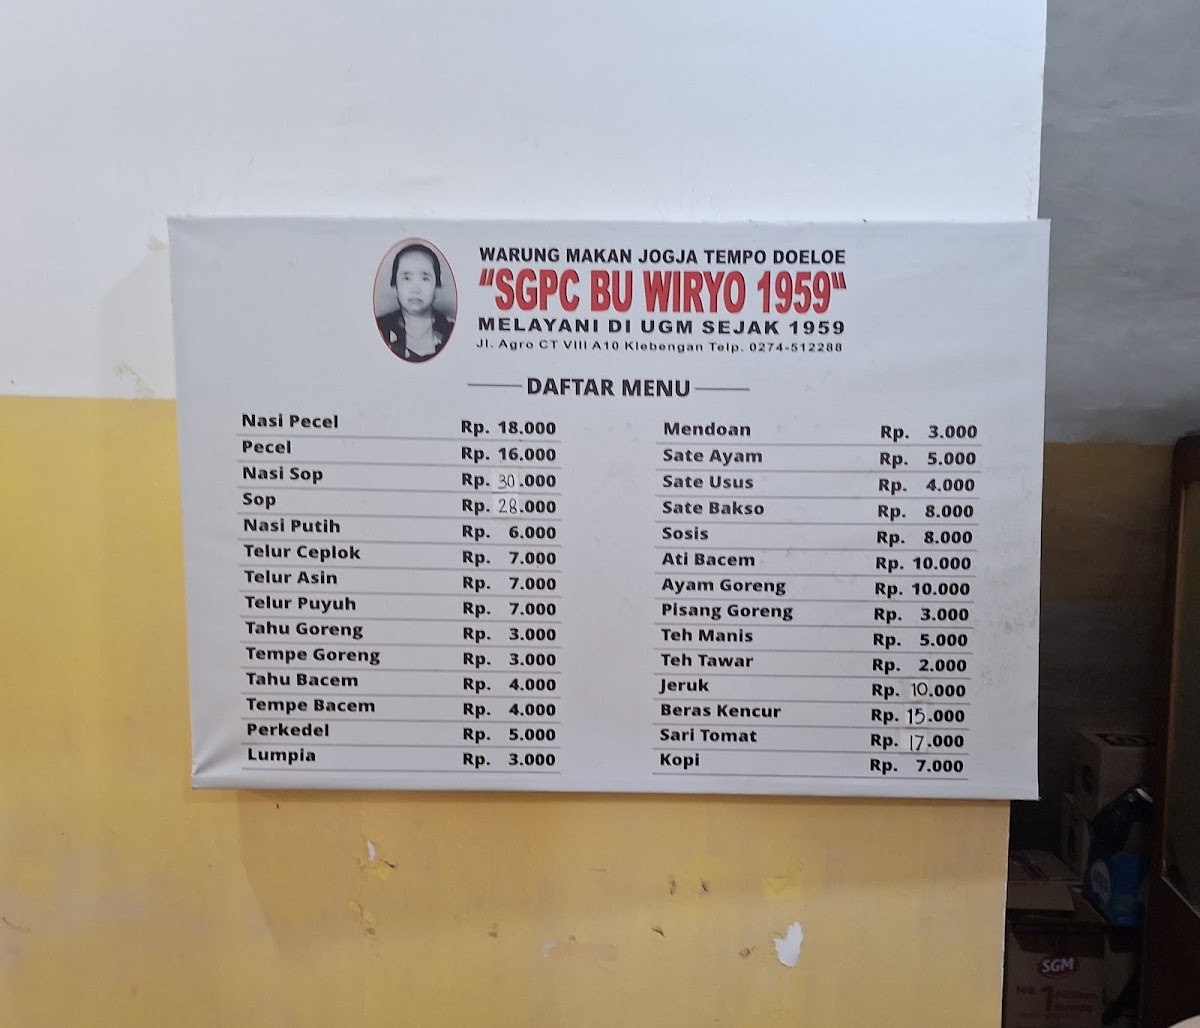 WARUNG MAKAN JOGJA TEMPO DOELOE
"SGPC BU WIRYO 1959"
MELAYANI DI UGM SEJAK 1959
Jl. Agro CT VIII A10 Klebengan Telp. 0274-512288
DAFTAR MENU
Nasi Pecel Rp. 18.000
Pecel Rp. 16.000
Nasi Sop Rp. 30.000
Sop Rp. 28.000
Nasi Putih Rp. 6.000
Telur Ceplok Rp. 7.000
Telur Asin Rp. 7.000
Telur Puyuh Rp. 7.000
Tahu Goreng Rp. 3.000
Tempe Goreng Rp. 3.000
Tahu Bacem Rp. 4.000
Tempe Bacem Rp. 4.000
Perkedel Rp. 5.000
Lumpia Rp. 3.000
Mendoan Rp. 3.000
Sate Ayam Rp. 5.000
Sate Usus Rp. 4.000
Sate Bakso Rp. 8.000
Sosis Rp. 8.000
Ati Bacem Rp. 10.000
Ayam Goreng Rp. 10.000
Pisang Goreng Rp. 3.000
Teh Manis Rp. 5.000
Teh Tawar Rp. 2.000
Jeruk Rp. 10.000
Beras Kencur Rp. 15.000
Sari Tomat Rp. 17.000
Kopi Rp. 7.000
SGM
1